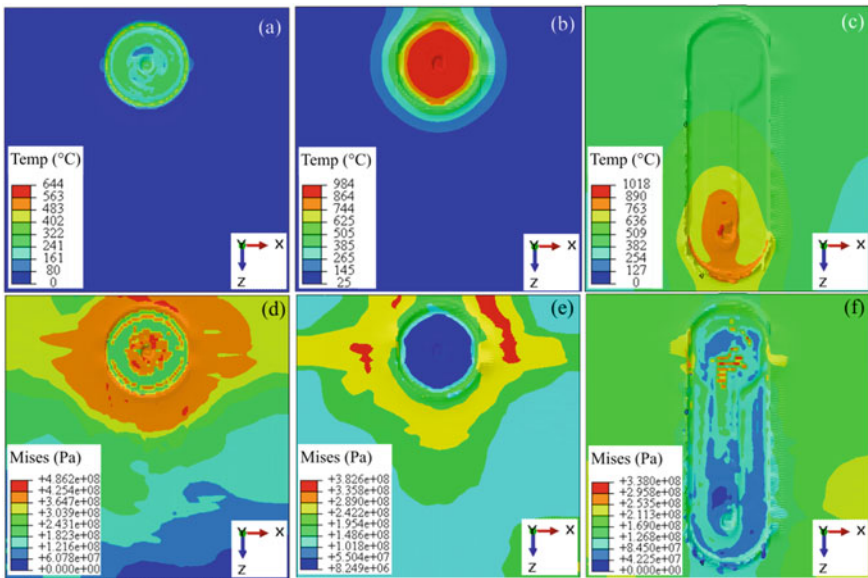 (a)
Temp (°C)
644
563
483
402
322
241
161
80
0
Y
X
Z
(b)
Temp (°C)
984
864
744
625
505
385
265
145
25
Y
X
Z
(c)
Temp (°C)
1018
890
763
636
509
382
254
127
0
Y
X
Z
(d)
Mises (Pa)
+4.862e+08
+4.254e+08
+3.647e+08
+3.039e+08
+2.431e+08
+1.823e+08
+1.216e+08
+6.078e+07
+0.000e+00
Y
X
Z
(e)
Mises (Pa)
+3.826e+08
+3.358e+08
+2.890e+08
+2.422e+08
+1.954e+08
+1.486e+08
+1.018e+08
+5.504e+07
+8.249e+06
Y
X
Z
(f)
Mises (Pa)
+3.380e+08
+2.958e+08
+2.535e+08
+2.113e+08
+1.690e+08
+1.268e+08
+8.450e+07
+4.225e+07
+0.000e+00
Y
X
Z